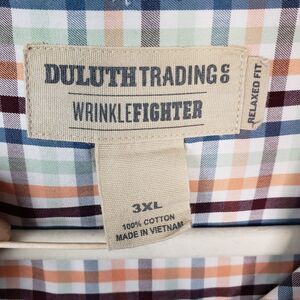 DULUTH TRADING CO
WRINKLEFIGHTER
RELAXED FIT.
3XL
100% COTTON
MADE IN VIETNAM